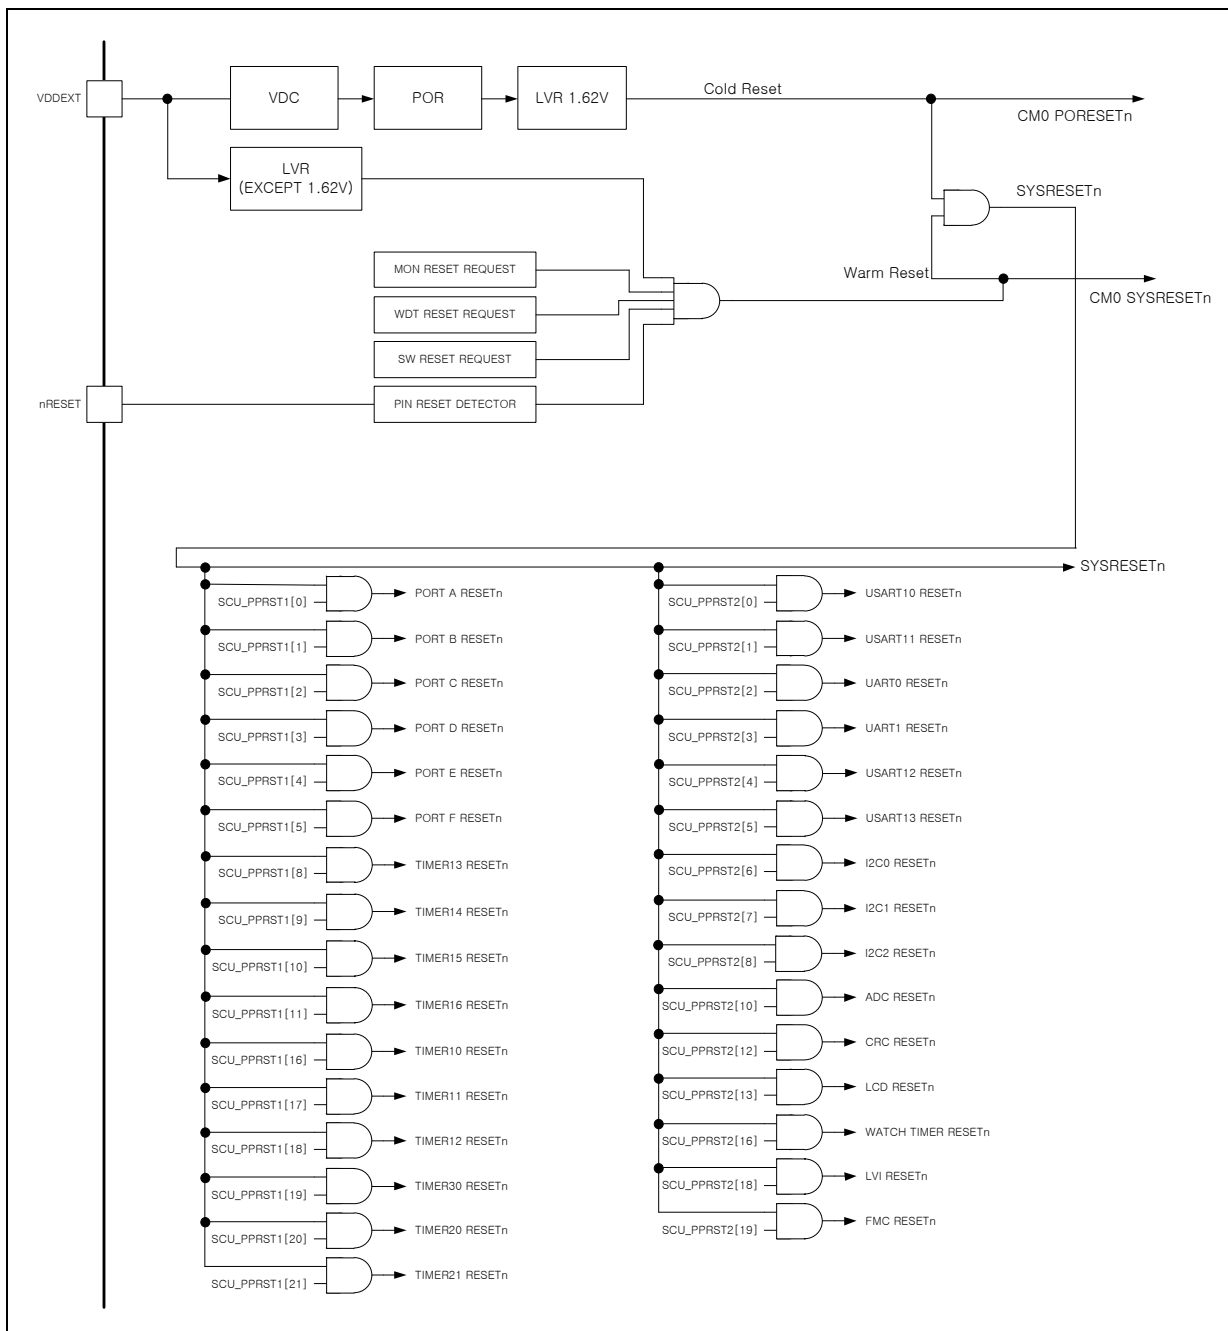 VDDEXT
VDC
POR
LVR 1.62V
Cold Reset
CM0 PORESETn
LVR
(EXCEPT 1.62V)
SYSRESETn
MON RESET REQUEST
Warm Reset
CM0 SYSRESETn
WDT RESET REQUEST
SW RESET REQUEST
nRESET
PIN RESET DETECTOR
SYSRESETn
SCU_PPRST1[0]
PORT A RESETn
SCU_PPRST1[1]
PORT B RESETn
SCU_PPRST1[2]
PORT C RESETn
SCU_PPRST1[3]
PORT D RESETn
SCU_PPRST1[4]
PORT E RESETn
SCU_PPRST1[5]
PORT F RESETn
SCU_PPRST1[8]
TIMER13 RESETn
SCU_PPRST1[9]
TIMER14 RESETn
SCU_PPRST1[10]
TIMER15 RESETn
SCU_PPRST1[11]
TIMER16 RESETn
SCU_PPRST1[16]
TIMER10 RESETn
SCU_PPRST1[17]
TIMER11 RESETn
SCU_PPRST1[18]
TIMER12 RESETn
SCU_PPRST1[19]
TIMER30 RESETn
SCU_PPRST1[20]
TIMER20 RESETn
SCU_PPRST1[21]
TIMER21 RESETn
SCU_PPRST2[0]
USART10 RESETn
SCU_PPRST2[1]
USART11 RESETn
SCU_PPRST2[2]
UART0 RESETn
SCU_PPRST2[3]
UART1 RESETn
SCU_PPRST2[4]
USART12 RESETn
SCU_PPRST2[5]
USART13 RESETn
SCU_PPRST2[6]
I2C0 RESETn
SCU_PPRST2[7]
I2C1 RESETn
SCU_PPRST2[8]
I2C2 RESETn
SCU_PPRST2[10]
ADC RESETn
SCU_PPRST2[12]
CRC RESETn
SCU_PPRST2[13]
LCD RESETn
SCU_PPRST2[16]
WATCH TIMER RESETn
SCU_PPRST2[18]
LVI RESETn
SCU_PPRST2[19]
FMC RESETn